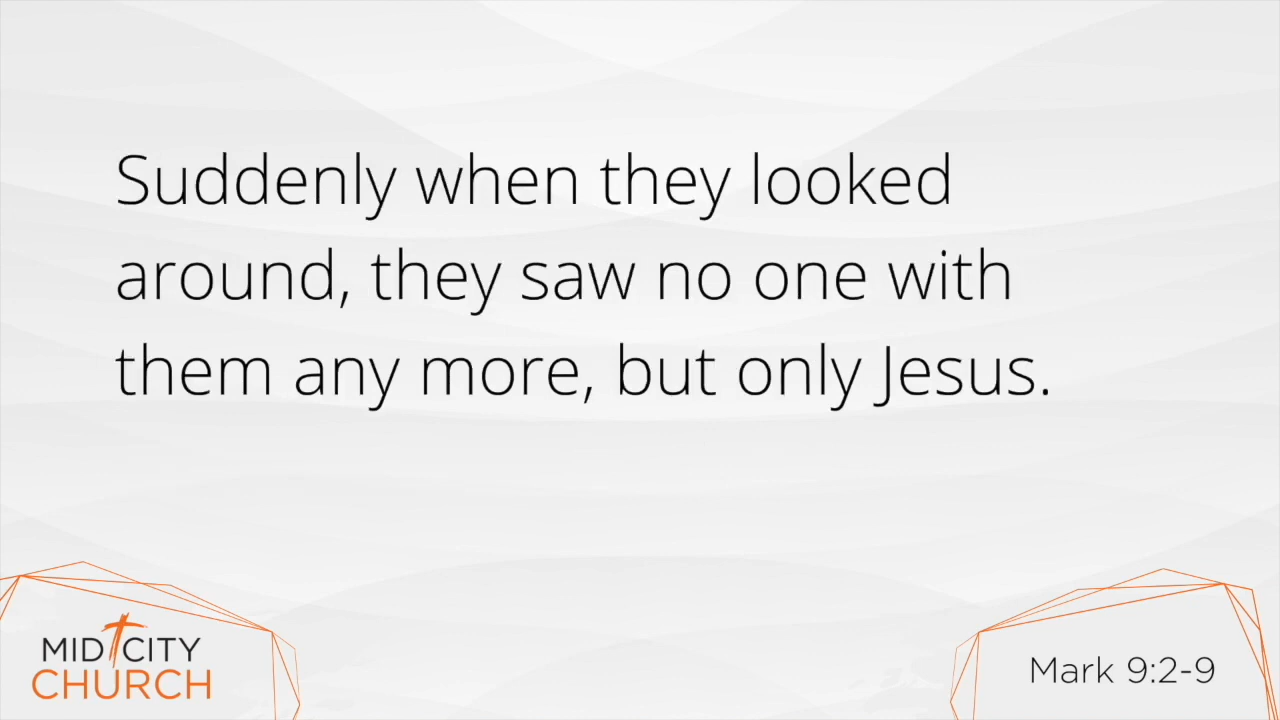 Suddenly when they looked
around, they saw no one with
them any more, but only Jesus.
MID CITY
CHURCH
Mark 9:2-9